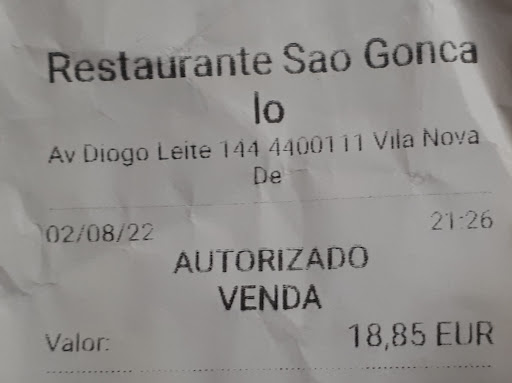 Restaurante Sao Gonca
lo
Av Diogo Leite 144 4400111 Vila Nova
De
02/08/22 21:26
AUTORIZADO
VENDA
Valor: 18,85 EUR